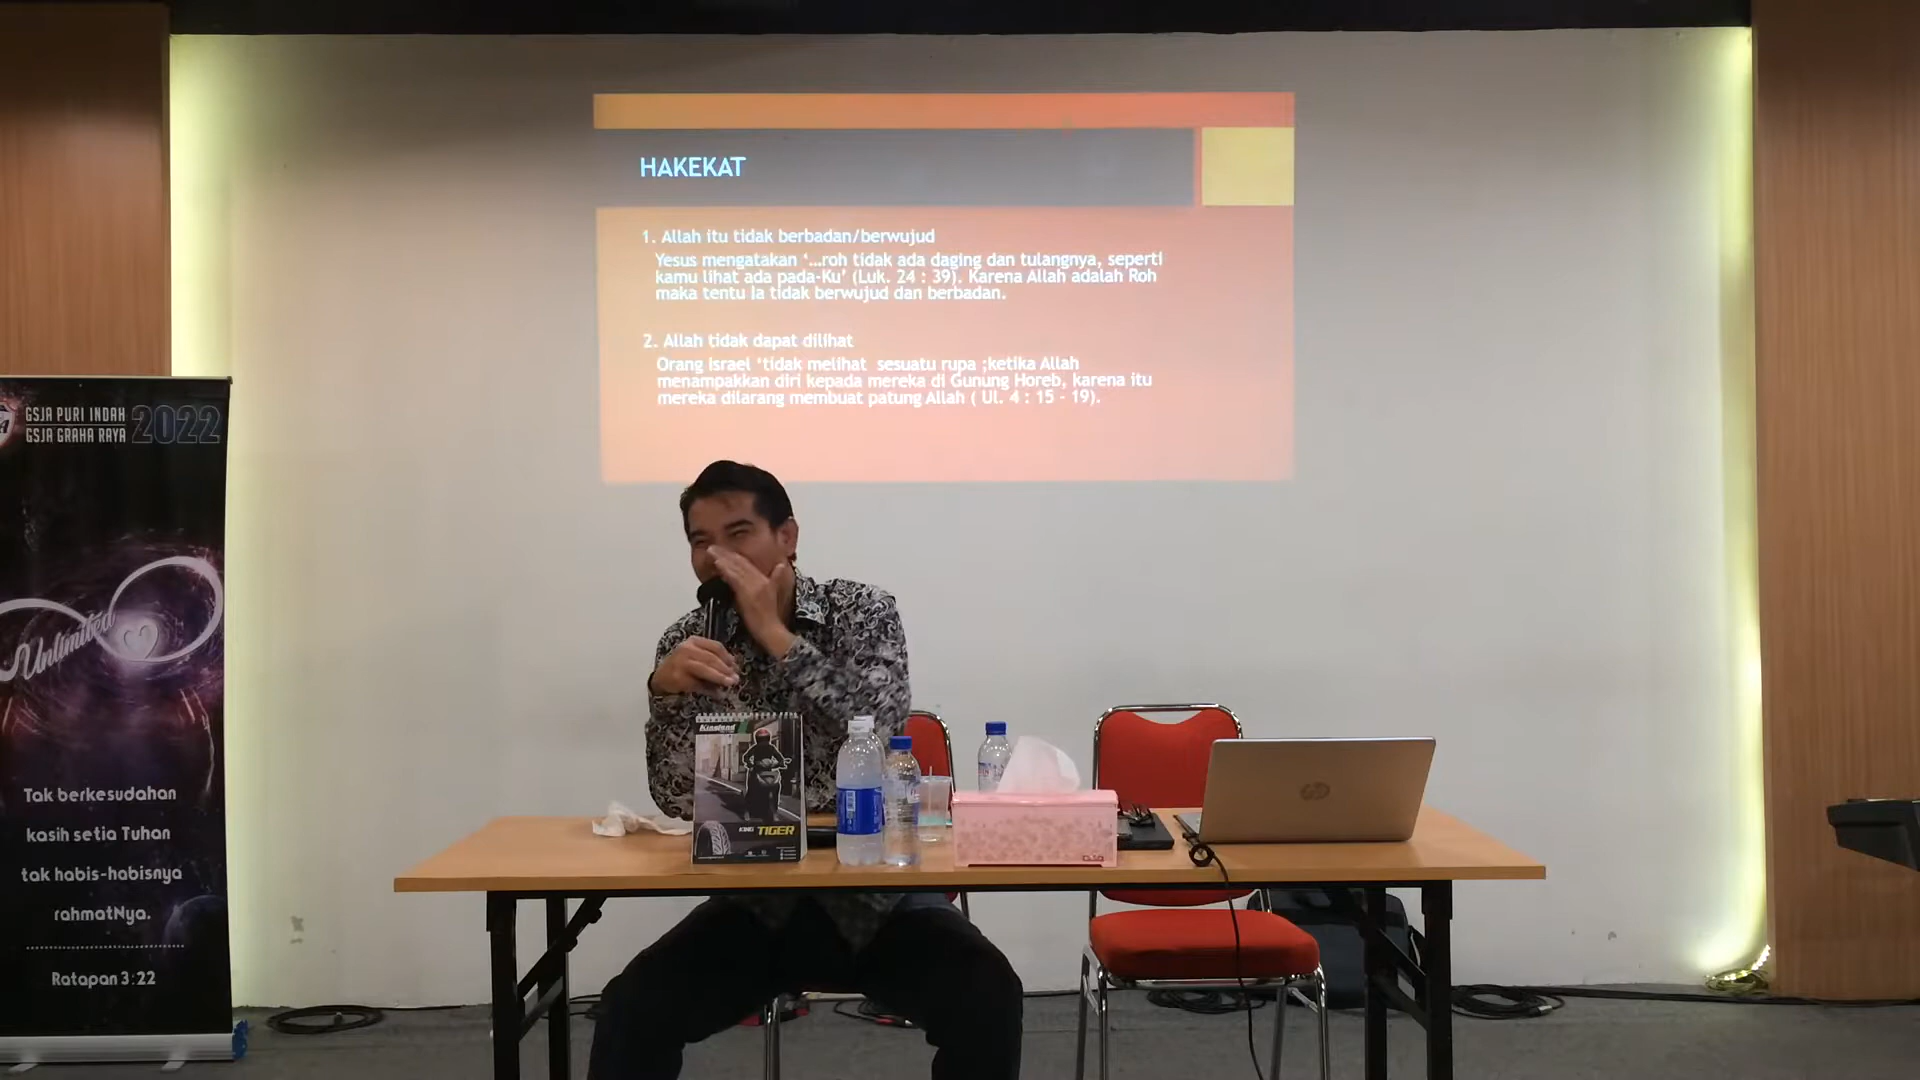 HAKEKAT
1. Allah itu tidak berbadan/berwujud
Yesus mengatakan ‘...roh tidak ada daging dan tulangnya, seperti
kamu lihat ada pada-Ku’ (Luk. 24 : 39). Karena Allah adalah Roh
maka tentu Ia tidak berwujud dan berbadan.
2. Allah tidak dapat dilihat
Orang Israel ‘tidak melihat sesuatu rupa ;ketika Allah
menampakkan diri kepada mereka di Gunung Horeb, karena itu
mereka dilarang membuat patung Allah ( Ul. 4 : 15 - 19).
GSJA PURI INDAH
GSJA GRAHA RAYA
2022
Unlimited
Tak berkesudahan
kasih setia Tuhan
tak habis-habisnya
rahmatNya.
Ratapan 3:22
Kingland
KING TIGER
hp